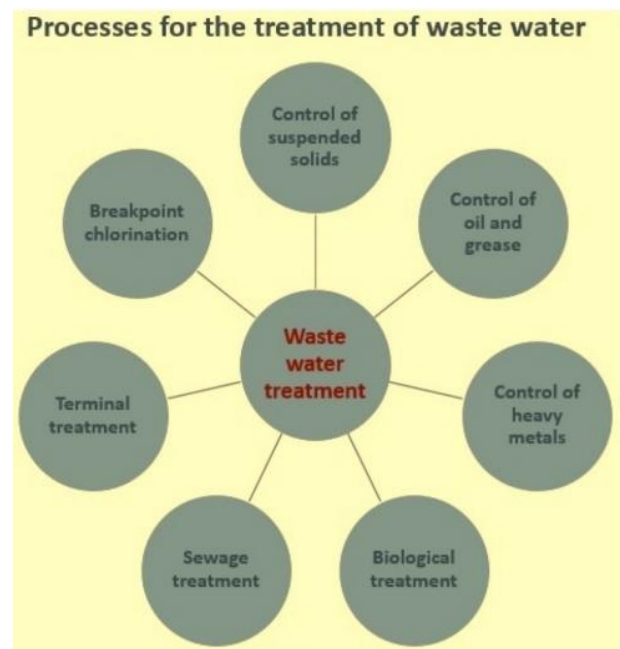 Processes for the treatment of waste water
Control of
suspended
solids
Control of
oil and
grease
Control of
heavy
metals
Biological
treatment
Sewage
treatment
Terminal
treatment
Breakpoint
chlorination
Waste
water
treatment